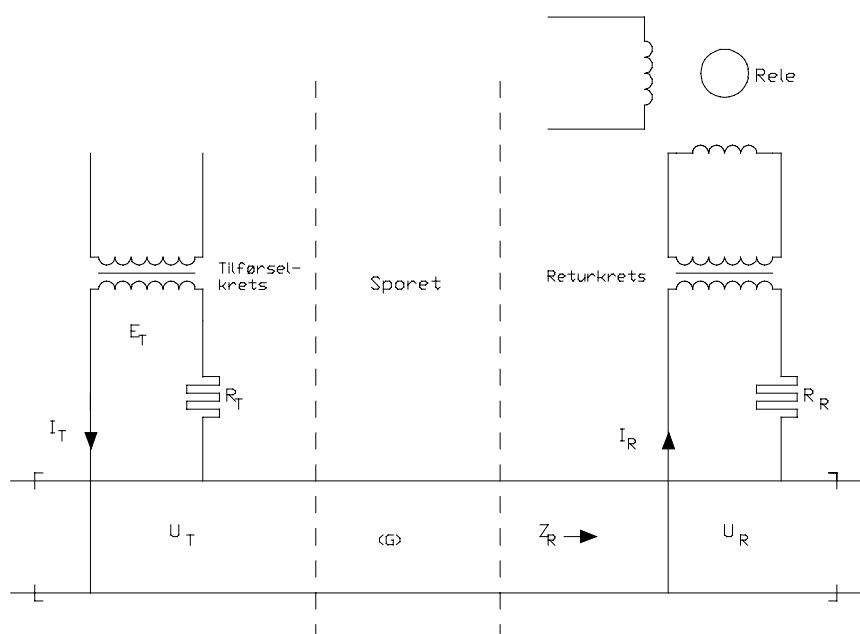 Rele
Tilførsel-
krets
Sporet
Returkrets
E_T
R_T
R_R
I_T
I_R
U_T
(G)
Z_R
U_R